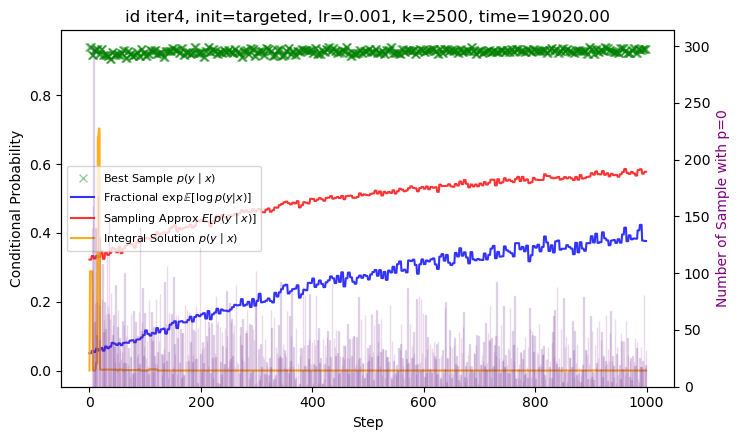 id iter4, init=targeted, lr=0.001, k=2500, time=19020.00
Conditional Probability
0.8
0.6
0.4
0.2
0.0
Best Sample p(y | x)
Fractional exp 𝔼[log p(y|x)]
Sampling Approx E[p(y | x)]
Integral Solution p(y | x)
300
250
200
150
100
50
0
Number of Sample with p=0
0
200
400
600
800
1000
Step